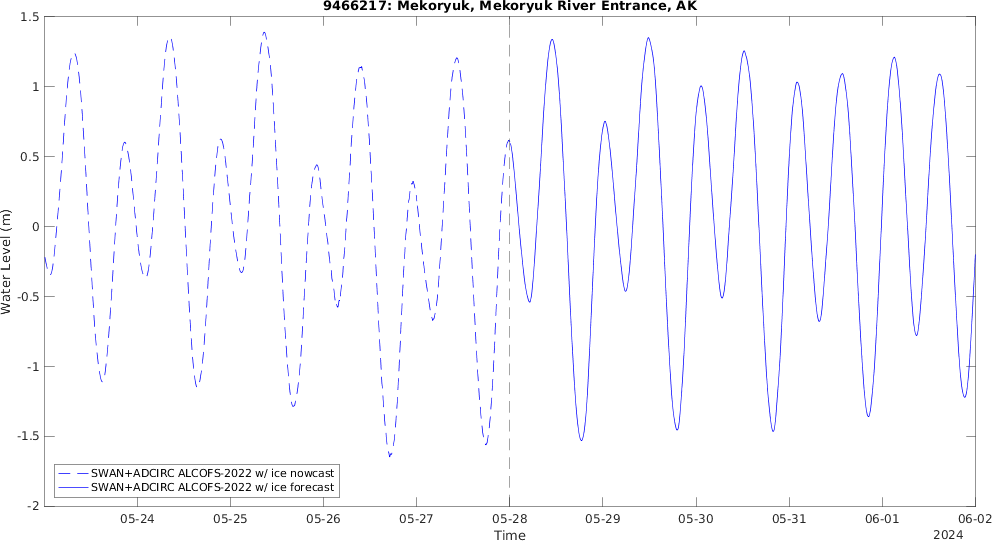 9466217: Mekoryuk, Mekoryuk River Entrance, AK
1.5
1
0.5
0
-0.5
-1
-1.5
-2
Water Level (m)
SWAN+ADCIRC ALCOFS-2022 w/ ice nowcast
SWAN+ADCIRC ALCOFS-2022 w/ ice forecast
05-24 05-25 05-26 05-27 05-28 05-29 05-30 05-31 06-01 06-02
Time
2024